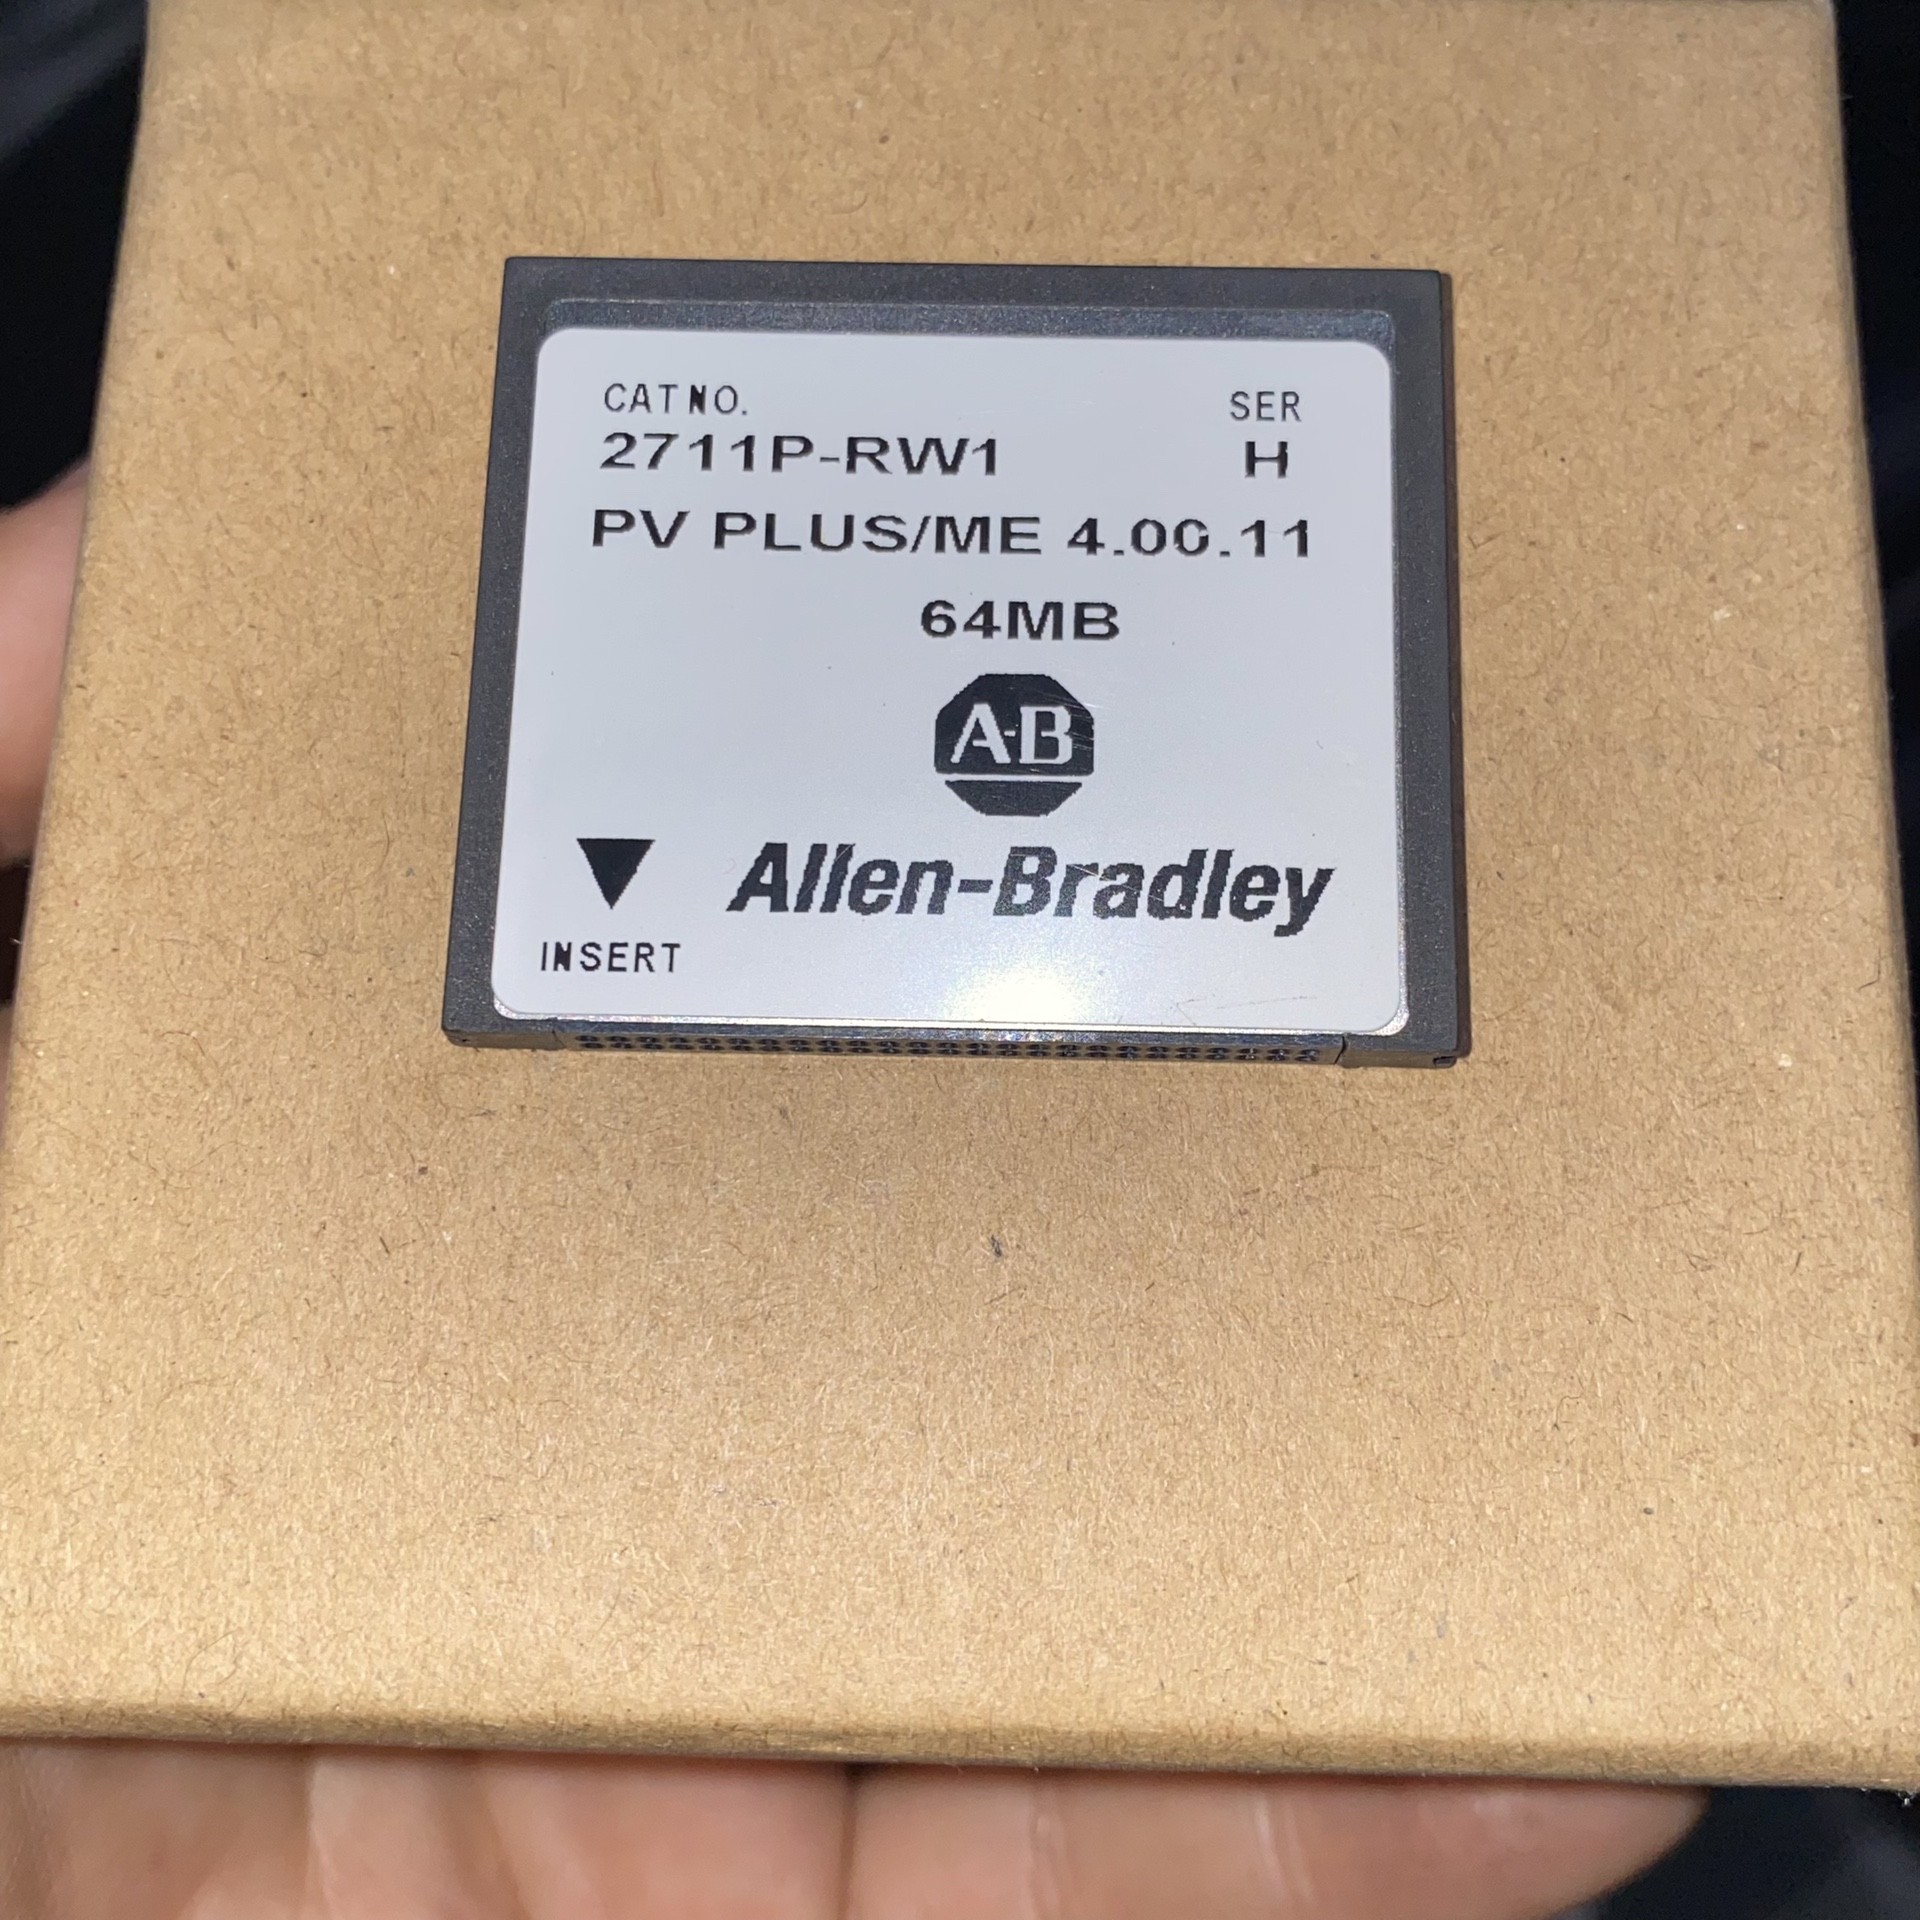 CAT NO. SER
2711P-RW1 H
PV PLUS/ME 4.00.11
64MB
A-B
Allen-Bradley
INSERT